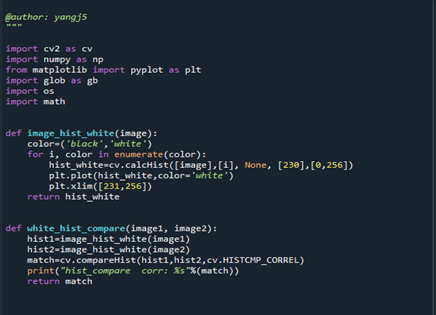 @author: yangj5
"""
import cv2 as cv
import numpy as np
from matplotlib import pyplot as plt
import glob as gb
import os
import math
def image_hist_white(image):
    color=('black','white')
    for i, color in enumerate(color):
        hist_white=cv.calcHist([image],[i], None, [230],[0,256])
        plt.plot(hist_white,color='white')
        plt.xlim([231,256])
    return hist_white
def white_hist_compare(image1, image2):
    hist1=image_hist_white(image1)
    hist2=image_hist_white(image2)
    match=cv.compareHist(hist1,hist2,cv.HISTCMP_CORREL)
    print("hist_compare  corr: %s"%(match))
    return match